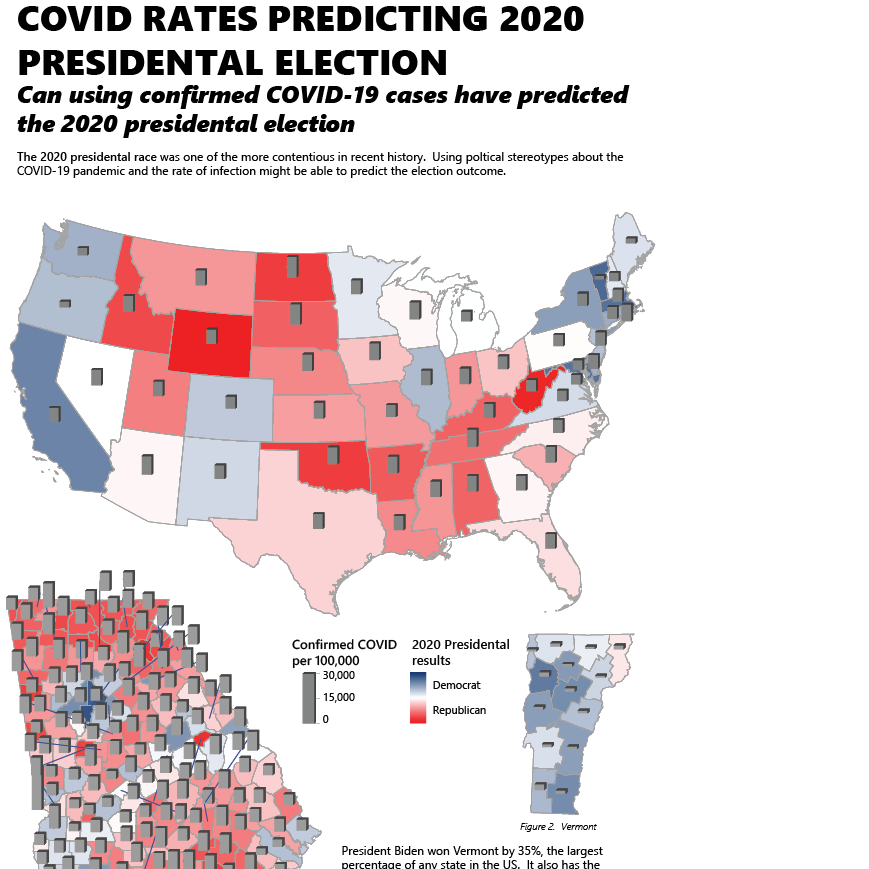 COVID RATES PREDICTING 2020
PRESIDENTAL ELECTION
Can using confirmed COVID-19 cases have predicted
the 2020 presidental election
The 2020 presidental race was one of the more contentious in recent history. Using poltical stereotypes about the
COVID-19 pandemic and the rate of infection might be able to predict the election outcome.
Confirmed COVID
per 100,000
30,000
15,000
0
2020 Presidental
results
Democrat
Republican
Figure 2. Vermont
President Biden won Vermont by 35%, the largest
percentage of any state in the US. It also has the